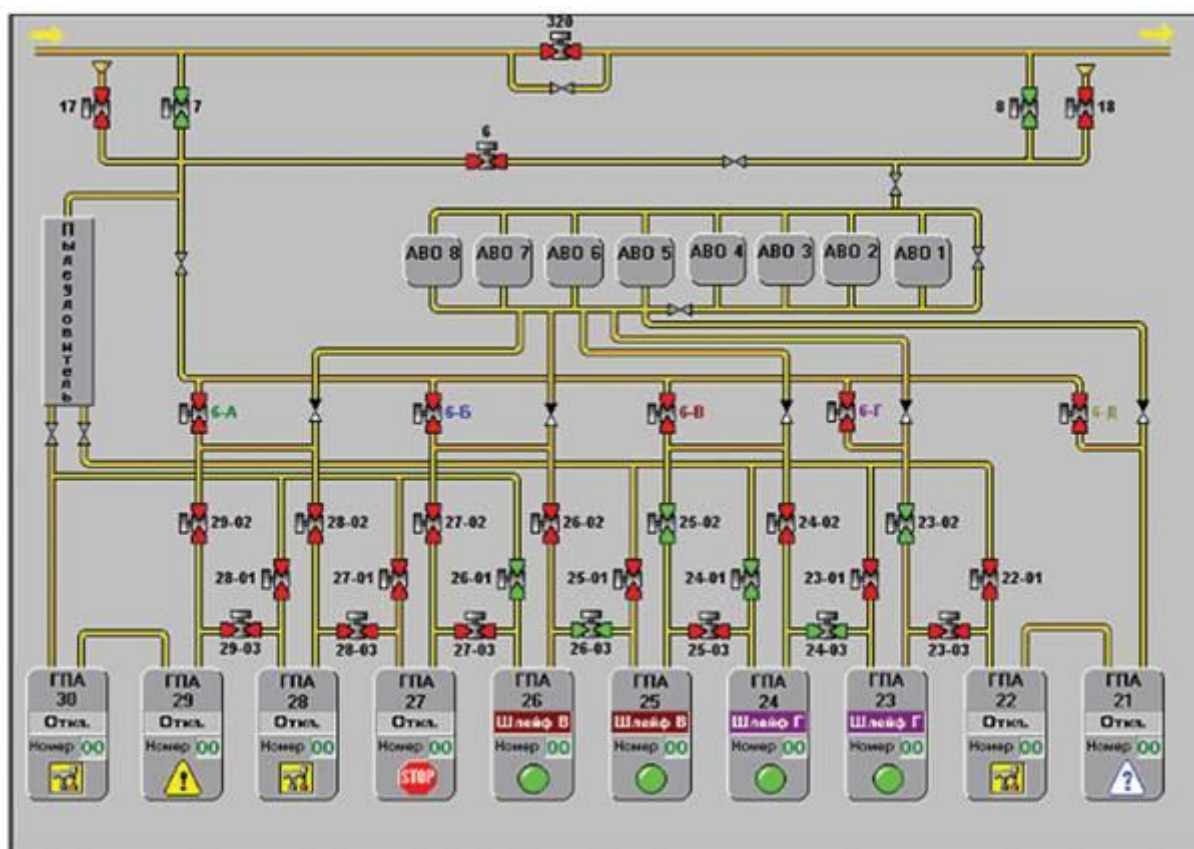 320
17
7
8
18
6
Пылеуловитель
АВО 8
АВО 7
АВО 6
АВО 5
АВО 4
АВО 3
АВО 2
АВО 1
6-А
6-Б
6-В
6-Г
6-Д
29-02
28-02
27-02
26-02
25-02
24-02
23-02
28-01
27-01
26-01
25-01
24-01
23-01
22-01
29-03
28-03
27-03
26-03
25-03
24-03
23-03
ГПА
30
Откл.
Номер 00
ГПА
29
Откл.
Номер 00
ГПА
28
Откл.
Номер 00
ГПА
27
Откл.
Номер 00
STOP
ГПА
26
Шлейф В
Номер 00
ГПА
25
Шлейф В
Номер 00
ГПА
24
Шлейф Г
Номер 00
ГПА
23
Шлейф Г
Номер 00
ГПА
22
Откл.
Номер 00
ГПА
21
Откл.
Номер 00
?